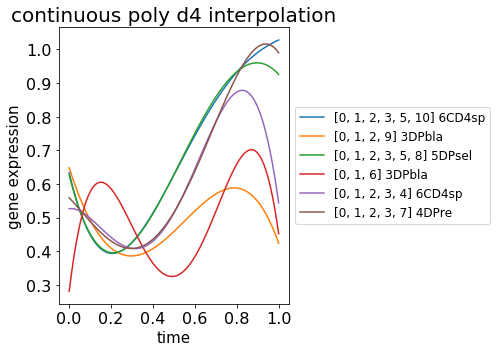 continuous poly d4 interpolation
gene expression
1.0
0.9
0.8
0.7
0.6
0.5
0.4
0.3
0.0 0.2 0.4 0.6 0.8 1.0
time
[0, 1, 2, 3, 5, 10] 6CD4sp
[0, 1, 2, 9] 3DPbla
[0, 1, 2, 3, 5, 8] 5DPsel
[0, 1, 6] 3DPbla
[0, 1, 2, 3, 4] 6CD4sp
[0, 1, 2, 3, 7] 4DPre